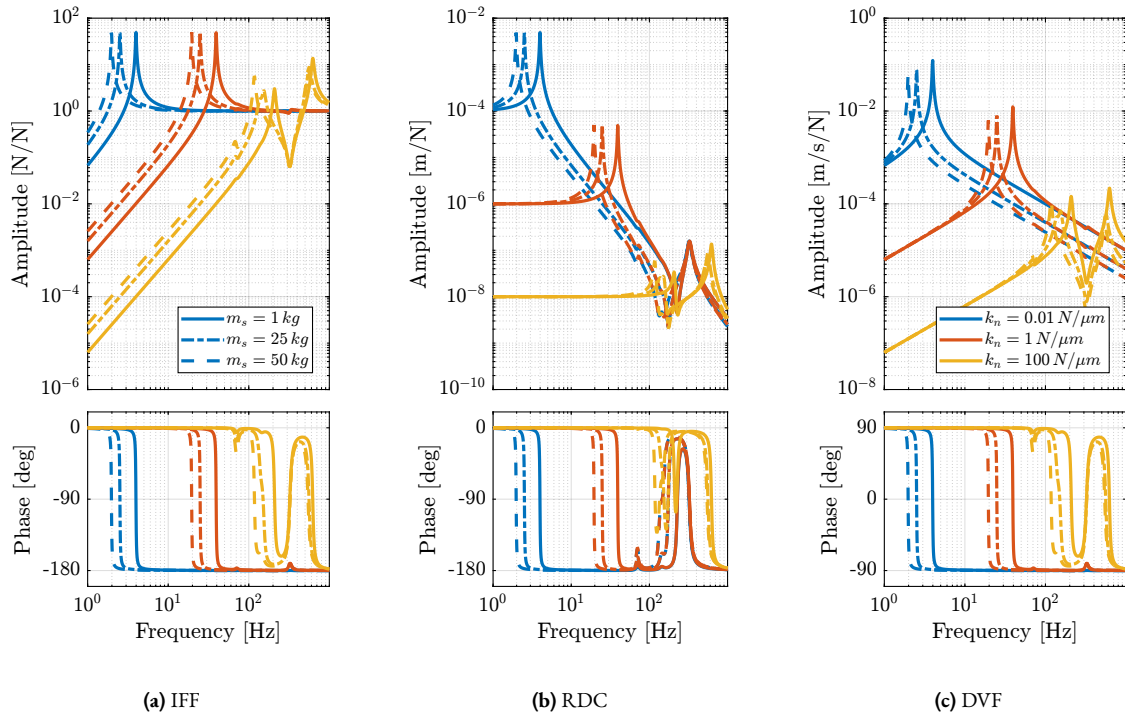 10^2
10^0
10^-2
10^-4
10^-6
Amplitude [N/N]
m_s = 1 kg
m_s = 25 kg
m_s = 50 kg
0
-90
-180
Phase [deg]
10^0 10^1 10^2
Frequency [Hz]
(a) IFF
10^-2
10^-4
10^-6
10^-8
10^-10
Amplitude [m/N]
0
-90
-180
Phase [deg]
10^0 10^1 10^2
Frequency [Hz]
(b) RDC
10^0
10^-2
10^-4
10^-6
10^-8
Amplitude [m/s/N]
k_n = 0.01 N/μm
k_n = 1 N/μm
k_n = 100 N/μm
90
0
-90
Phase [deg]
10^0 10^1 10^2
Frequency [Hz]
(c) DVF